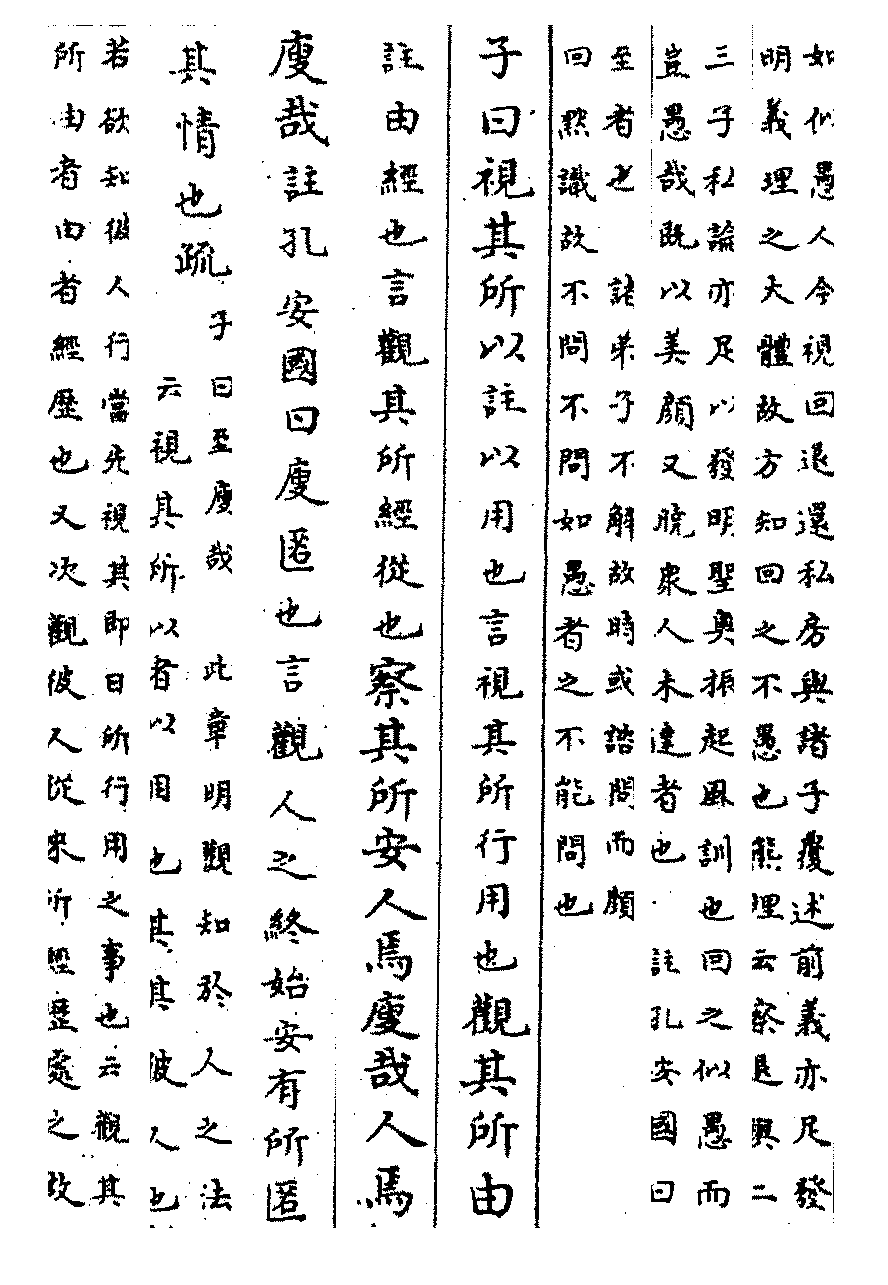 如似愚人今視回退還私房與諸子覆述前義亦足發
明義理之大體故方知回之不愚也熊理云察退與二
三子私論亦足以發明聖奧振起風訓也回之似愚而
豈愚哉既以美顔又曉衆人未達者也 註孔安國曰
至者也 諸弟子不解故時或諮問而顔
回默識故不問不問如愚者之不能問也
子曰視其所以註以用也言視其所行用也觀其所由
註由經也言觀其所經從也察其所安人焉廋哉人焉
廋哉註孔安國曰廋匿也言觀人之終始安有所匿
其情也疏
子曰至廋哉 此章明觀知於人之法
云視其所以者以用也其其彼人也
若欲知彼人行當先視其即日所行用之事也云觀其
所由者由者經歴也又次觀彼人從來所經歴處之故